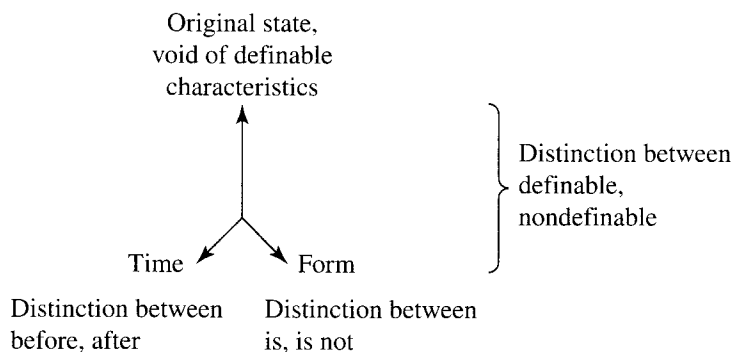 Original state,
void of definable
characteristics
Distinction between
definable,
nondefinable
Time
Form
Distinction between
before, after
Distinction between
is, is not